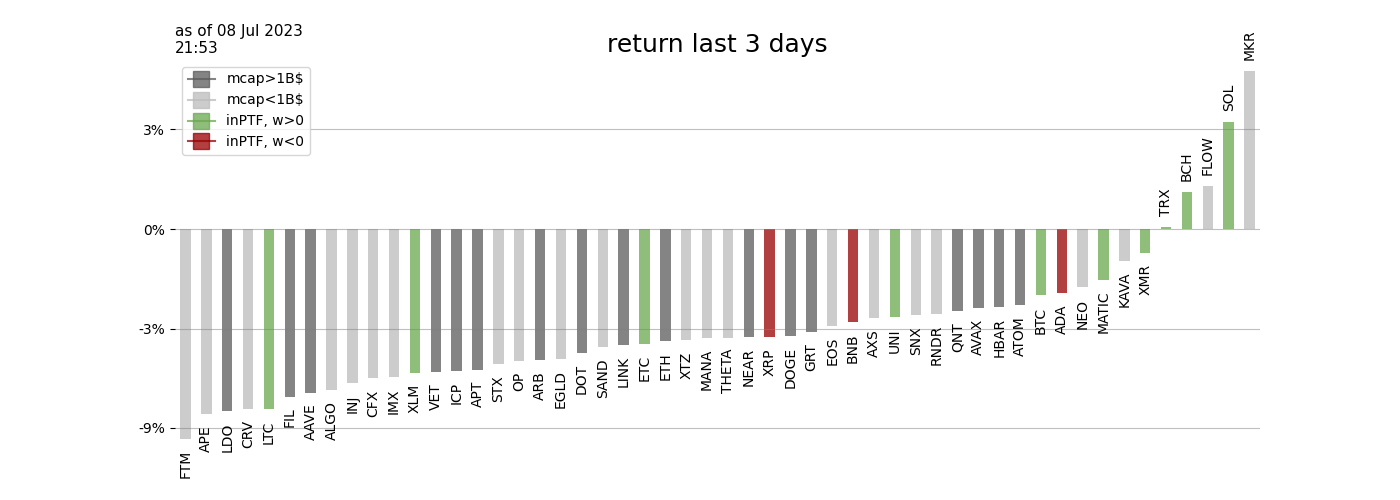 as of 08 Jul 2023
21:53
return last 3 days
mcap>1B$
mcap<1B$
inPTF, w>0
inPTF, w<0
3%
0%
-3%
-9%
FTM
APE
LDO
CRV
LTC
FIL
AAVE
ALGO
INJ
CFX
IMX
XLM
VET
ICP
APT
STX
OP
ARB
EGLD
DOT
SAND
LINK
ETC
ETH
XTZ
MANA
THETA
NEAR
XRP
DOGE
GRT
EOS
BNB
AXS
UNI
SNX
RNDR
QNT
AVAX
HBAR
ATOM
BTC
ADA
NEO
MATIC
KAVA
XMR
TRX
BCH
FLOW
SOL
MKR